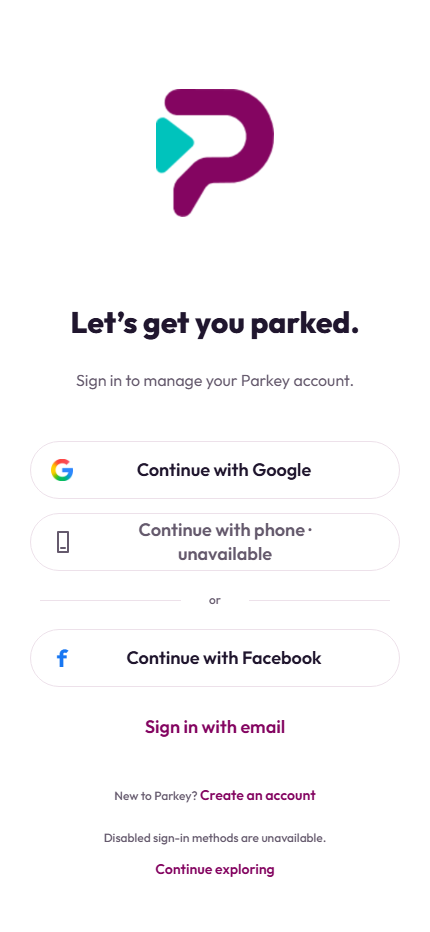 Let’s get you parked.
Sign in to manage your Parkey account.
Continue with Google
Continue with phone ·
unavailable
or
Continue with Facebook
Sign in with email
New to Parkey? Create an account
Disabled sign-in methods are unavailable.
Continue exploring